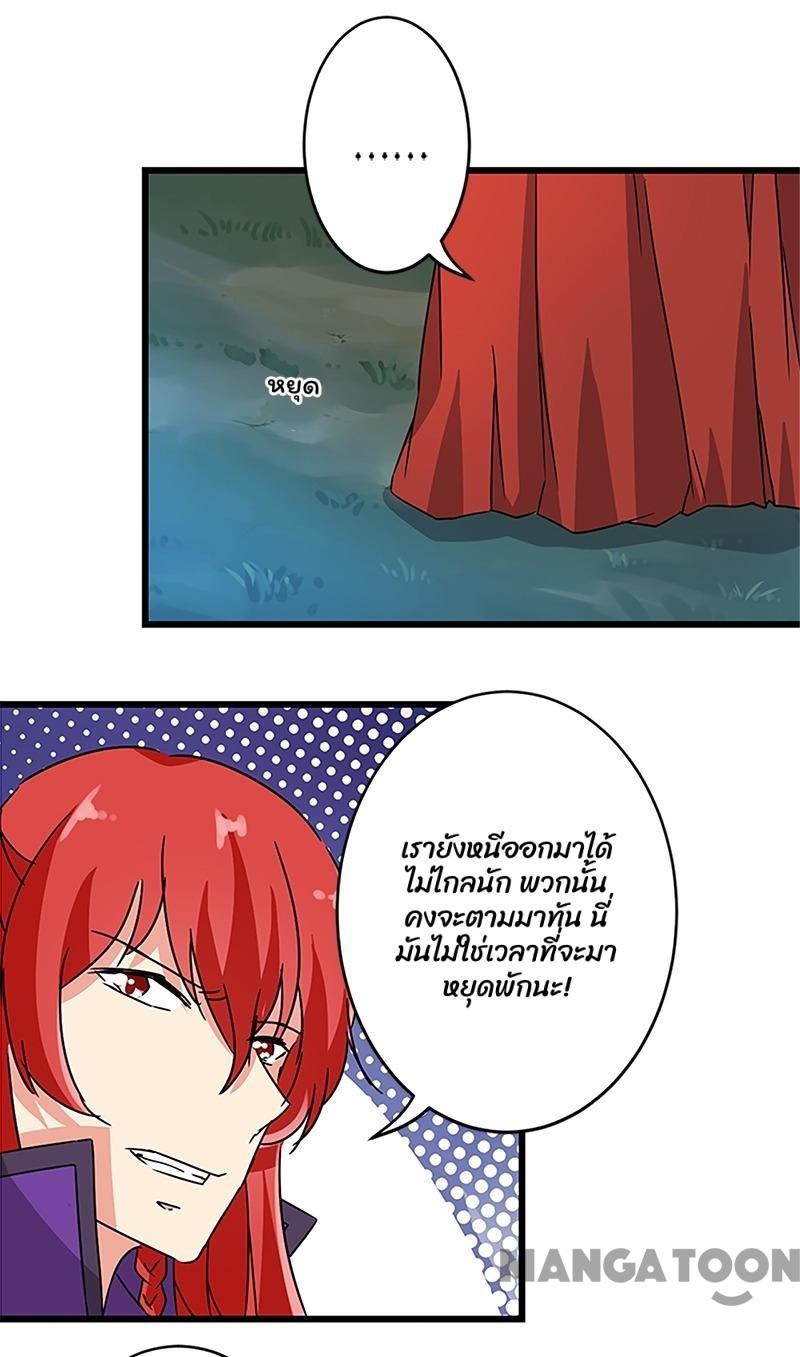 ......
หยุด
เรายังหนีออกมาได้
ไม่ไกลนัก พวกนั้น
คงจะตามมาทัน นี่
มันไม่ใช่เวลาที่จะมา
หยุดพักนะ!
MANGATOON